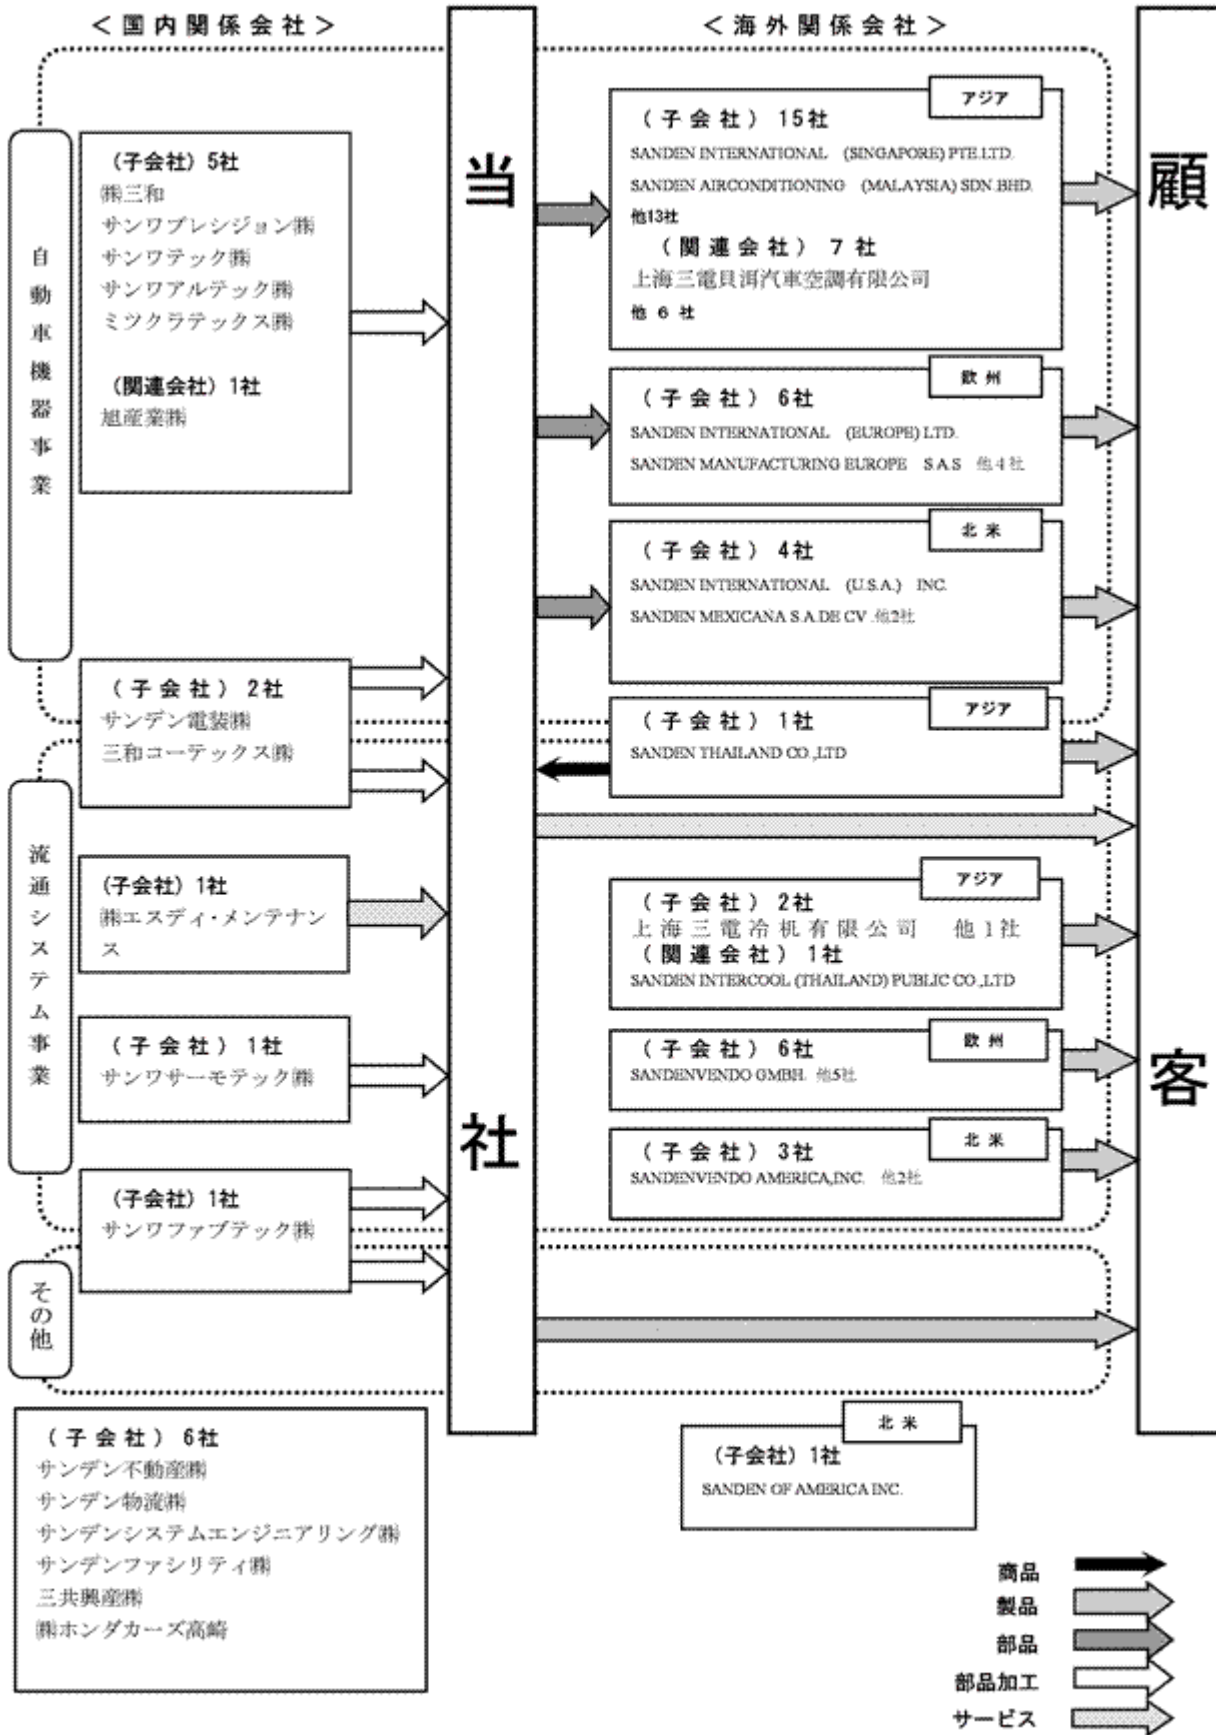 ＜国内関係会社＞
＜海外関係会社＞
当社
顧客
自動車機器事業
(子会社) 5社
㈱三和
サンワプレシジョン㈱
サンワテック㈱
サンワアルテック㈱
ミツクラテックス㈱
(関連会社) 1社
旭産業㈱
アジア
(子会社) 15社
SANDEN INTERNATIONAL (SINGAPORE) PTE.LTD.
SANDEN AIRCONDITIONING (MALAYSIA) SDN.BHD.
他13社
(関連会社) 7社
上海三電貝洱汽車空調有限公司
他 6 社
欧州
(子会社) 6社
SANDEN INTERNATIONAL (EUROPE) LTD.
SANDEN MANUFACTURING EUROPE S.A.S 他4社
北米
(子会社) 4社
SANDEN INTERNATIONAL (U.S.A.) INC.
SANDEN MEXICANA S.A.DE CV .他2社
(子会社) 2社
サンデン電装㈱
三和コーテックス㈱
アジア
(子会社) 1社
SANDEN THAILAND CO.,LTD
流通システム事業
(子会社) 1社
㈱エスディ・メンテナン
ス
アジア
(子会社) 2社
上海三電冷机有限公司 他1社
(関連会社) 1社
SANDEN INTERCOOL (THAILAND) PUBLIC CO.,LTD
(子会社) 1社
サンワサーモテック㈱
欧州
(子会社) 6社
SANDENVENDO GMBH. 他5社
北米
(子会社) 3社
SANDENVENDO AMERICA,INC. 他2社
(子会社) 1社
サンワファブテック㈱
その他
(子会社) 6社
サンデン不動産㈱
サンデン物流㈱
サンデンシステムエンジニアリング㈱
サンデンファシリティ㈱
三共興産㈱
㈱ホンダカーズ高崎
北米
(子会社) 1社
SANDEN OF AMERICA INC.
商品
製品
部品
部品加工
サービス